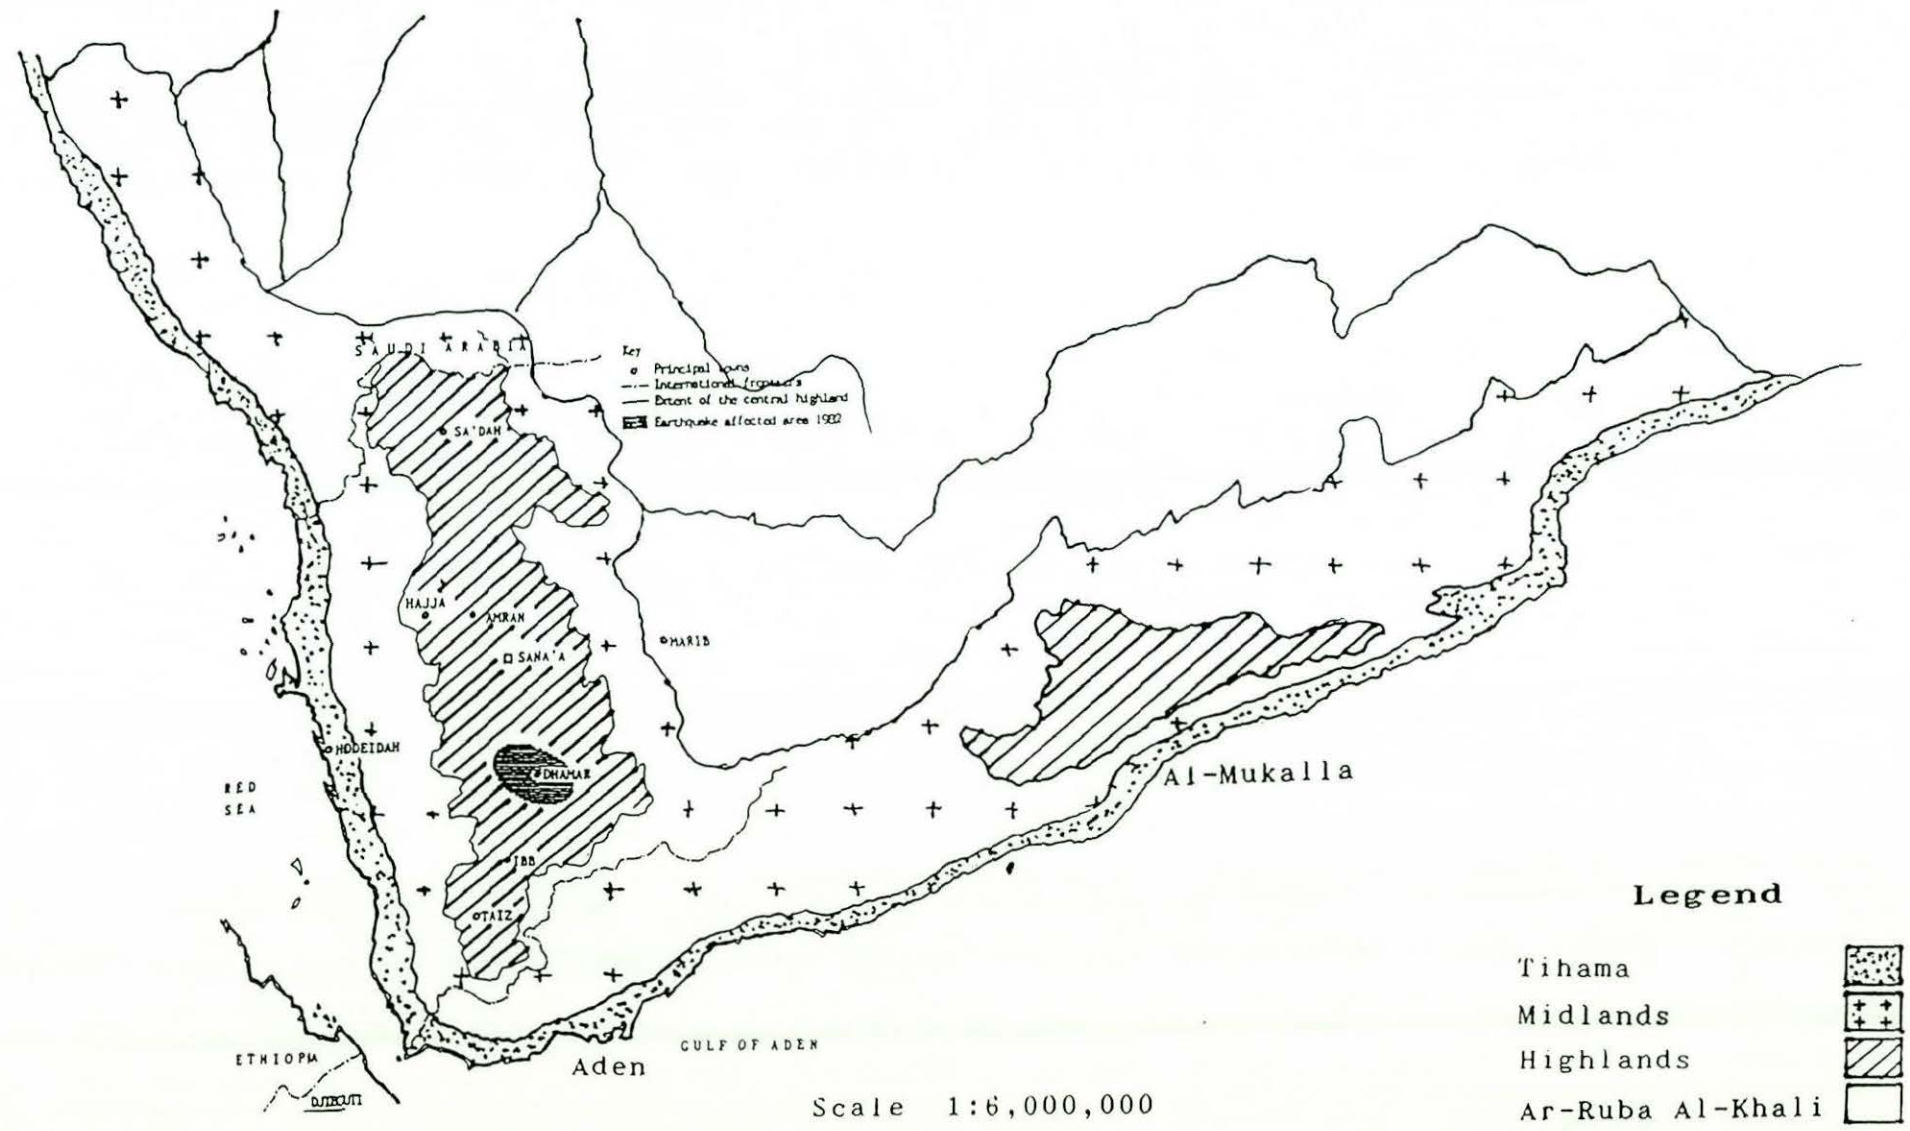 SAUDI ARABIA
Key
Principal towns
International frontiers
Extent of the central highland
Earthquake affected area 1982
SA'DAH
HAJJA
AMRAN
SANA'A
MARIB
HODEIDAH
DHAMAR
Al-Mukalla
RED
SEA
IBB
TAIZ
Legend
Tihama
Midlands
Highlands
Ar-Ruba Al-Khali
ETHIOPIA
DJIBOUTI
Aden
GULF OF ADEN
Scale 1:6,000,000